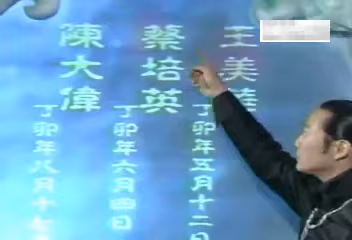 王美
丁卯年五月十二日
蔡培英
丁卯年六月四日
陳大偉
丁卯年八月十七